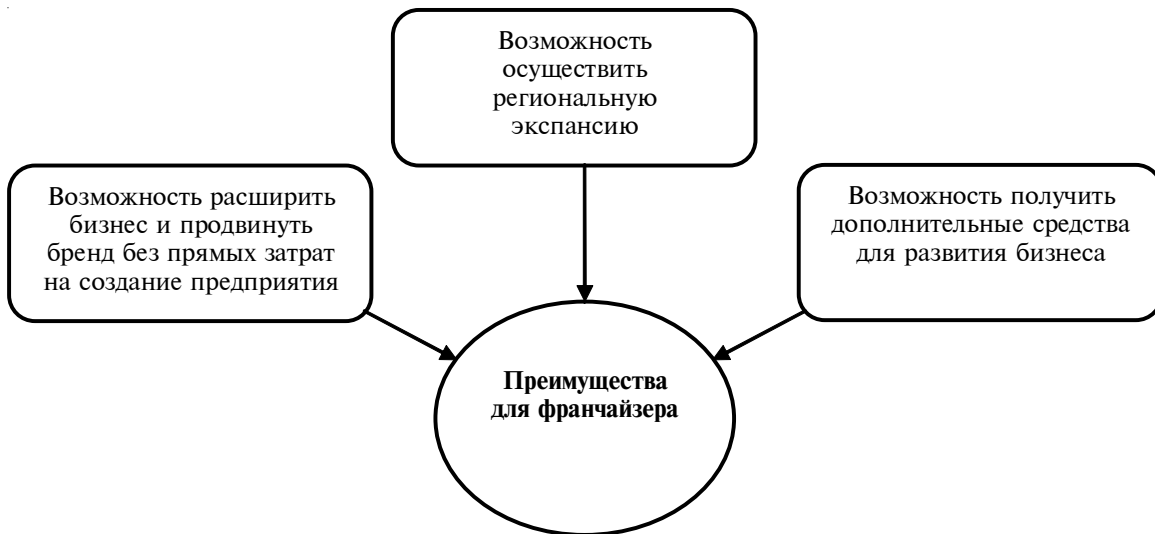 Возможность
осуществить
региональную
экспансию
Возможность расширить
бизнес и продвинуть
бренд без прямых затрат
на создание предприятия
Возможность получить
дополнительные средства
для развития бизнеса
Преимущества
для франчайзера